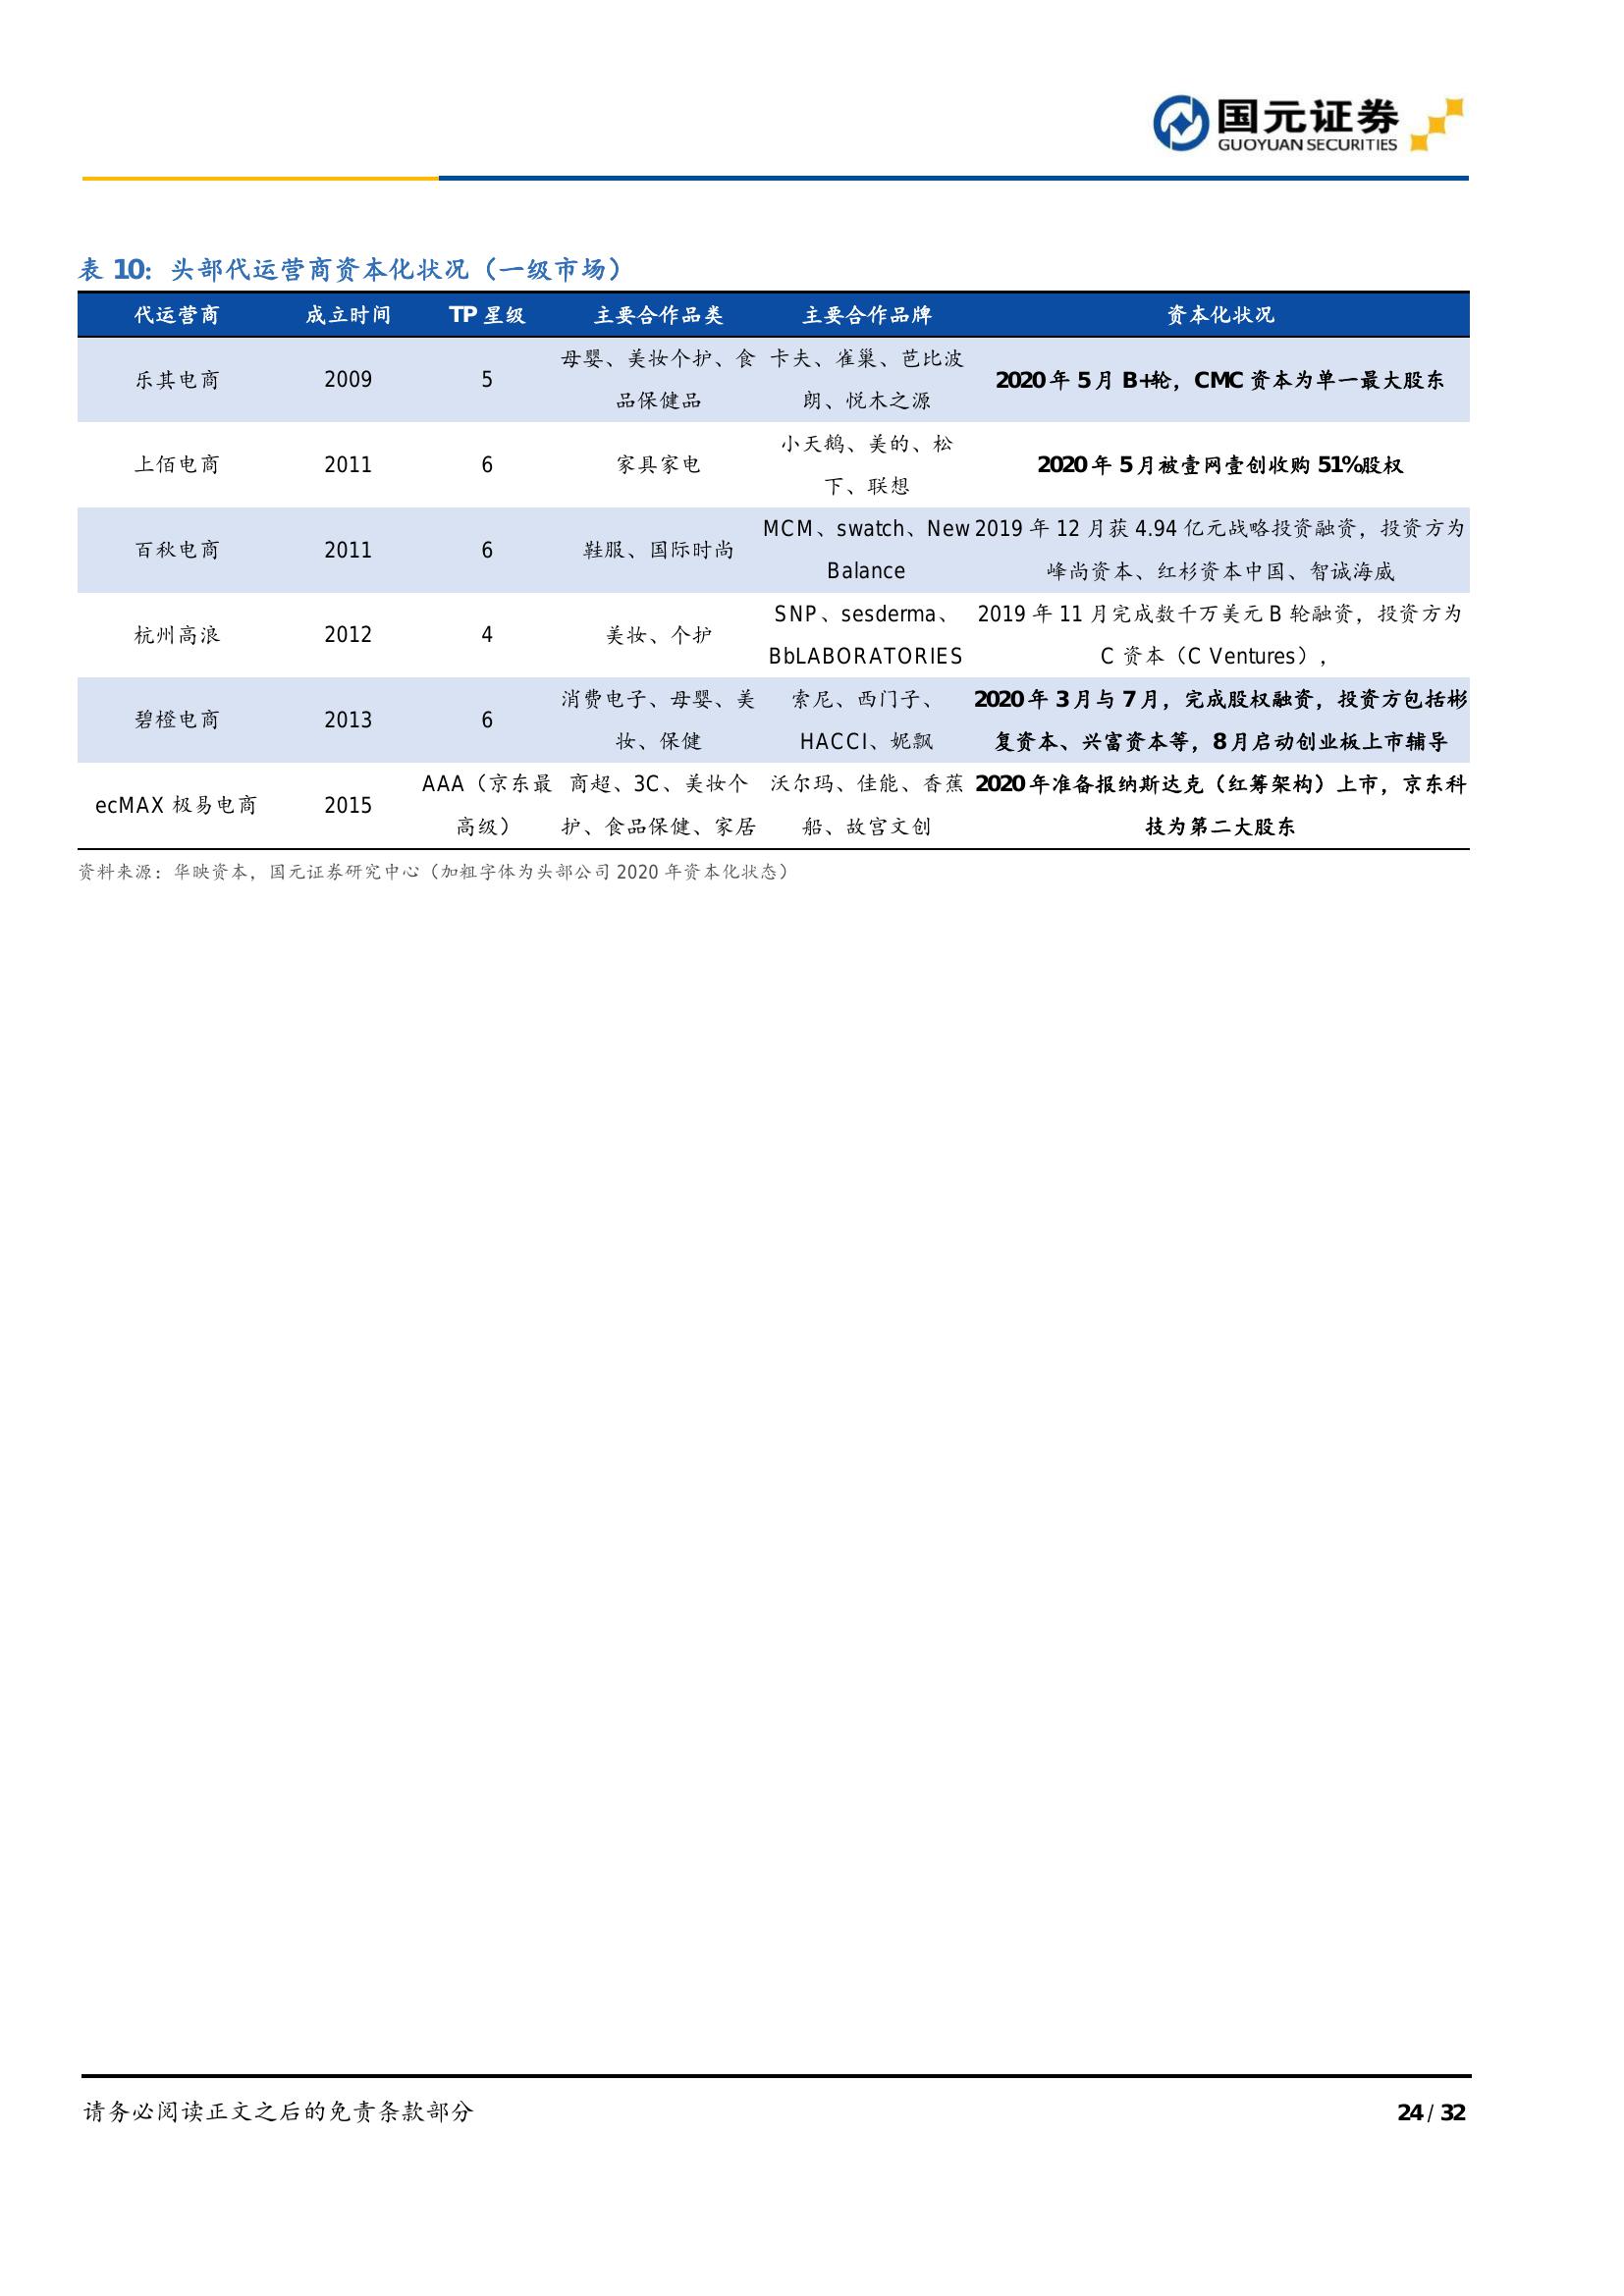 国元证券
GUOYUAN SECURITIES
表 10：头部代运营商资本化状况（一级市场）
代运营商 成立时间 TP 星级 主要合作品类 主要合作品牌 资本化状况
乐其电商 2009 5 母婴、美妆个护、食品保健品 卡夫、雀巢、芭比波朗、悦木之源 2020 年 5 月 B+轮，CMC 资本为单一最大股东
上佰电商 2011 6 家具家电 小天鹅、美的、松下、联想 2020 年 5 月被壹网壹创收购 51%股权
百秋电商 2011 6 鞋服、国际时尚 MCM、swatch、New Balance 2019 年 12 月获 4.94 亿元战略投资融资，投资方为峰尚资本、红杉资本中国、智诚海威
杭州高浪 2012 4 美妆、个护 SNP、sesderma、BbLABORATORIES 2019 年 11 月完成数千万美元 B 轮融资，投资方为 C 资本（C Ventures），
碧橙电商 2013 6 消费电子、母婴、美妆、保健 索尼、西门子、HACCI、妮飘 2020 年 3 月与 7 月，完成股权融资，投资方包括彬复资本、兴富资本等，8 月启动创业板上市辅导
ecMAX 极易电商 2015 AAA（京东最高级） 商超、3C、美妆个护、食品保健、家居 沃尔玛、佳能、香蕉船、故宫文创 2020 年准备报纳斯达克（红筹架构）上市，京东科技为第二大股东
资料来源：华映资本，国元证券研究中心（加粗字体为头部公司 2020 年资本化状态）
请务必阅读正文之后的免责条款部分 24 / 32